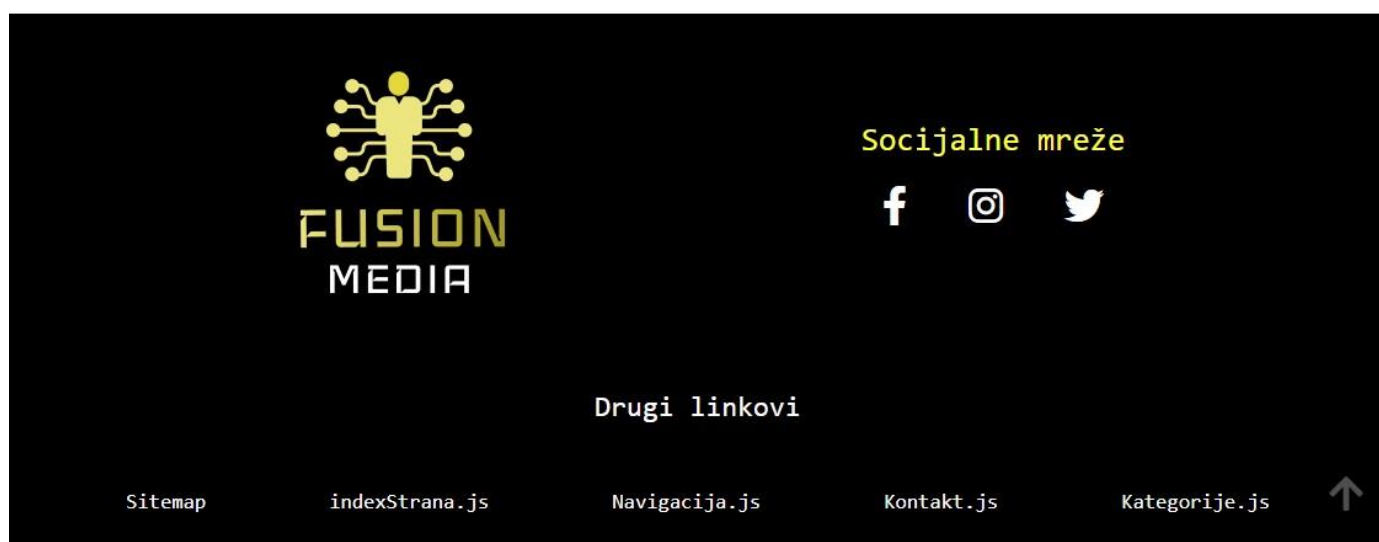 FUSION
MEDIA
Socijalne mreže
Drugi linkovi
Sitemap indexStrana.js Navigacija.js Kontakt.js Kategorije.js